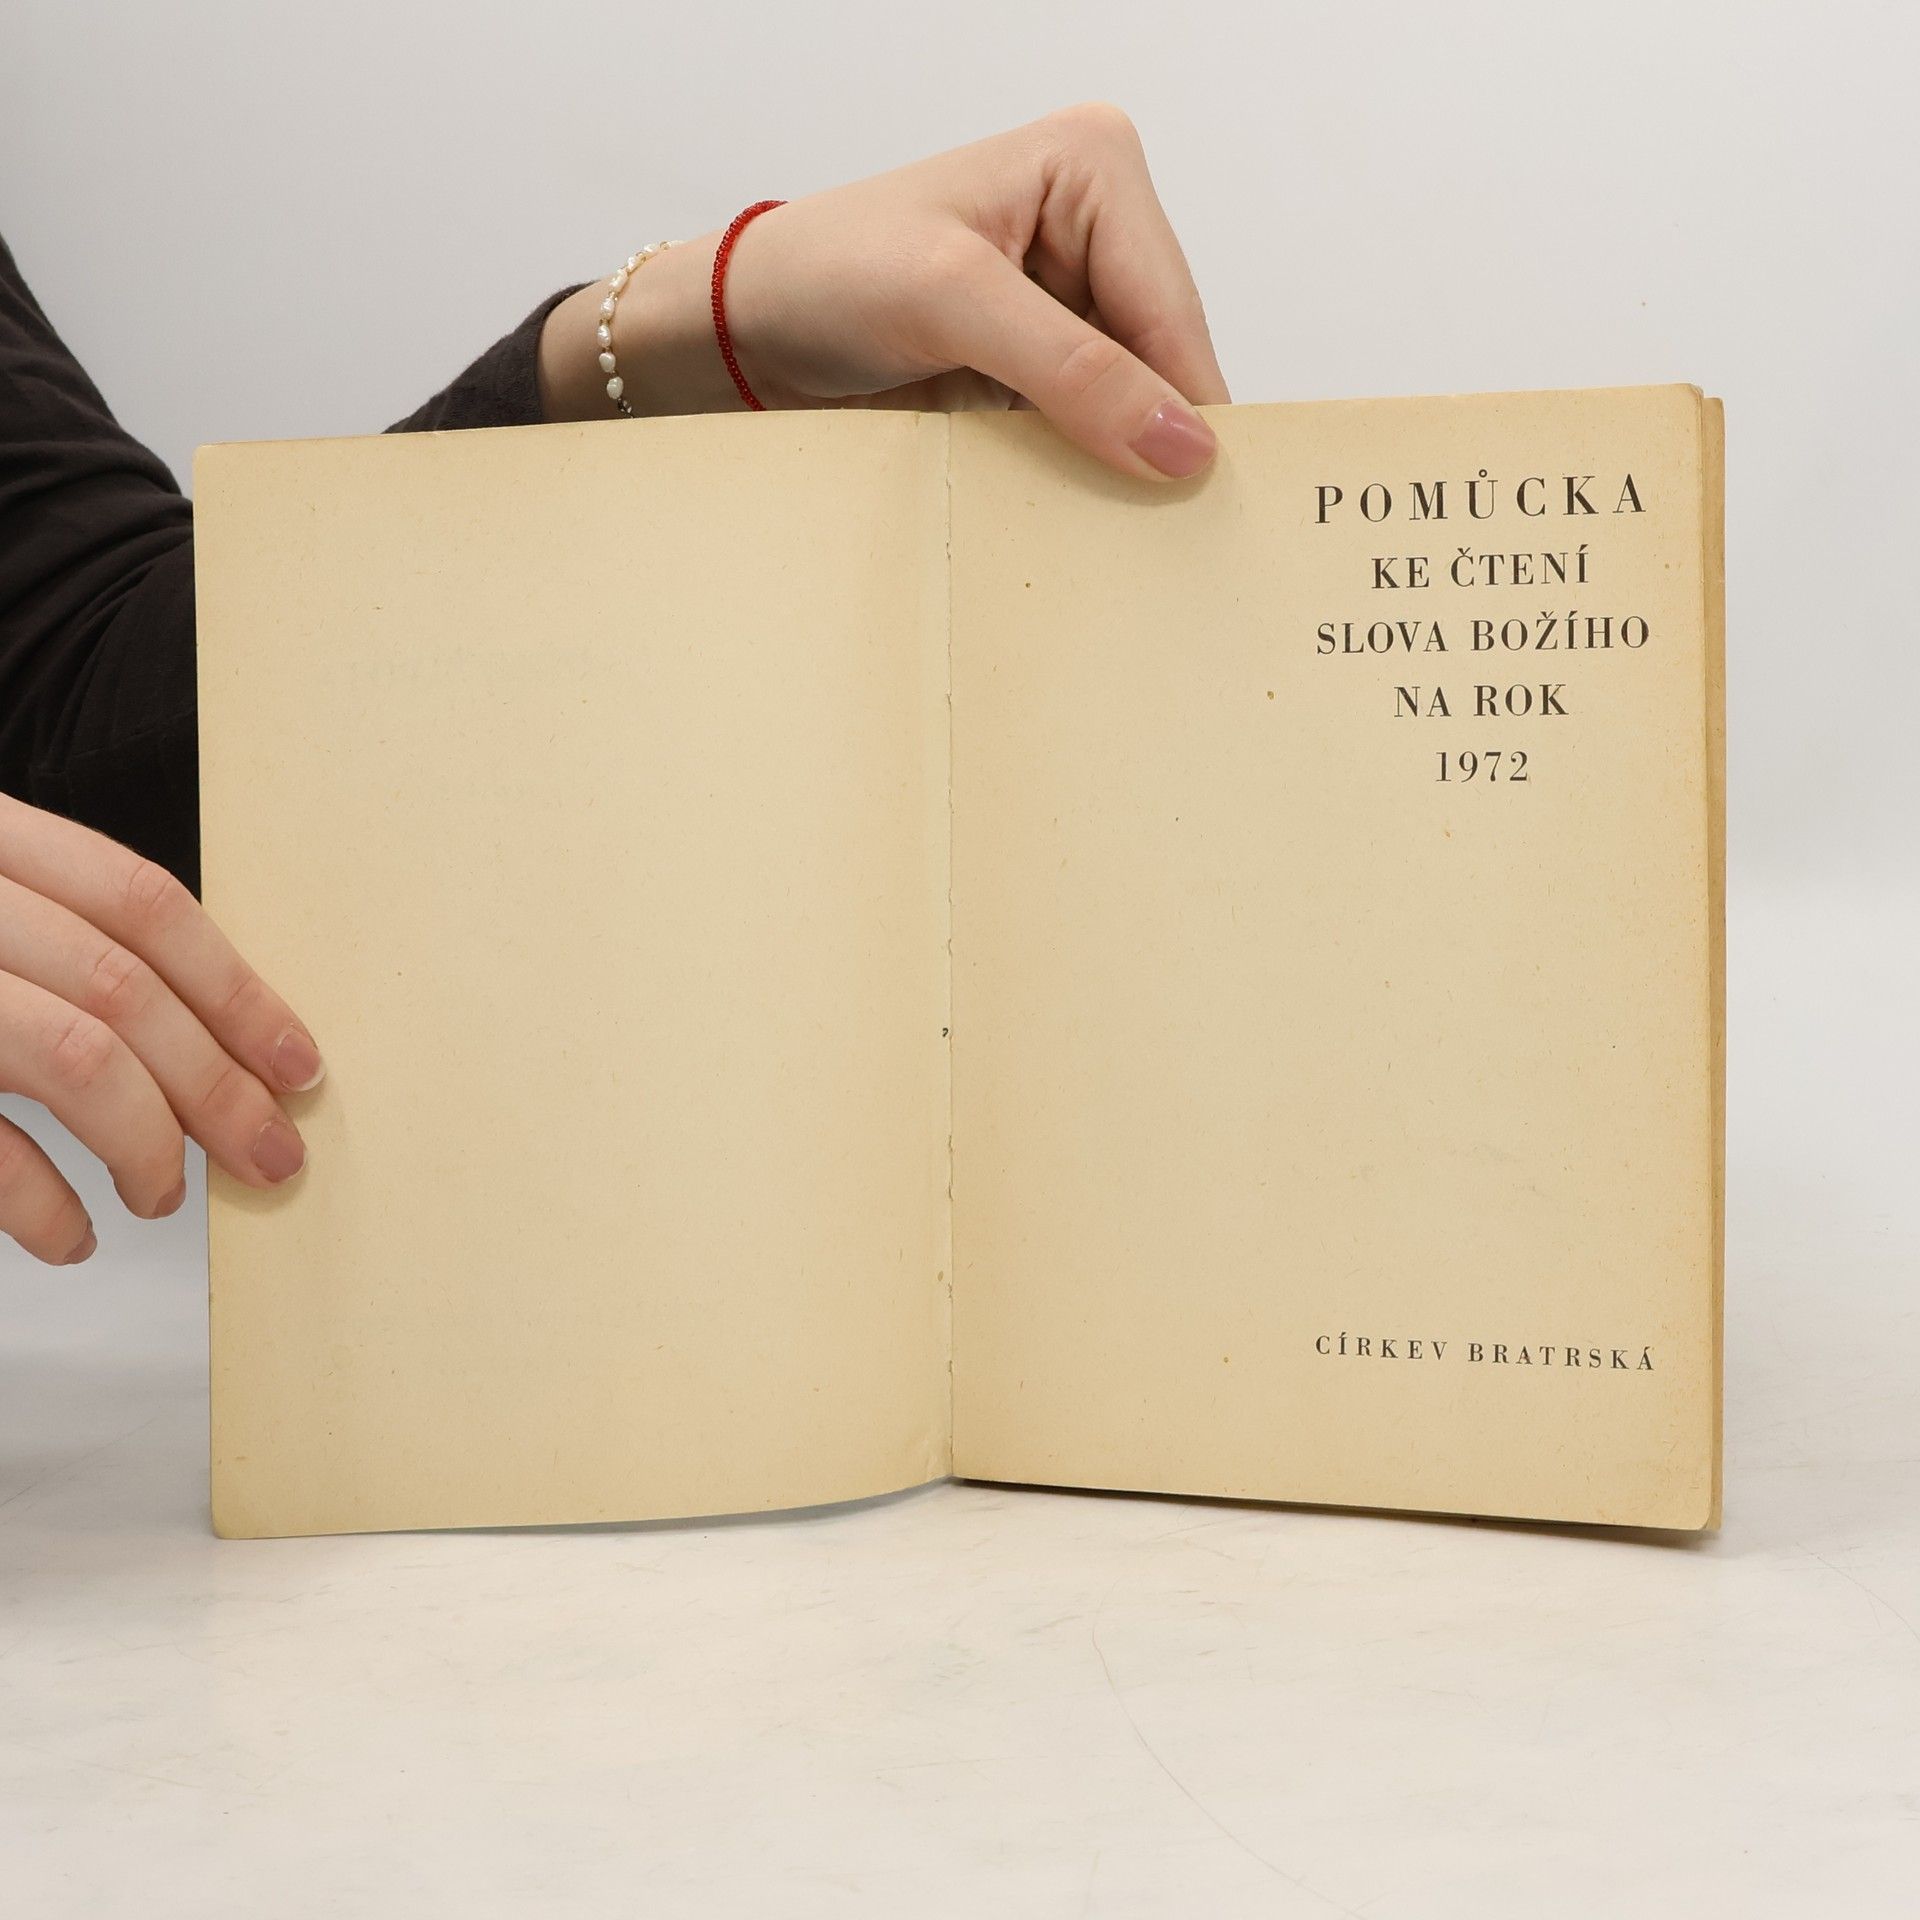 POMŮCKA
KE ČTENÍ
SLOVA BOŽÍHO
NA ROK
1972
CÍRKEV BRATRSKÁ